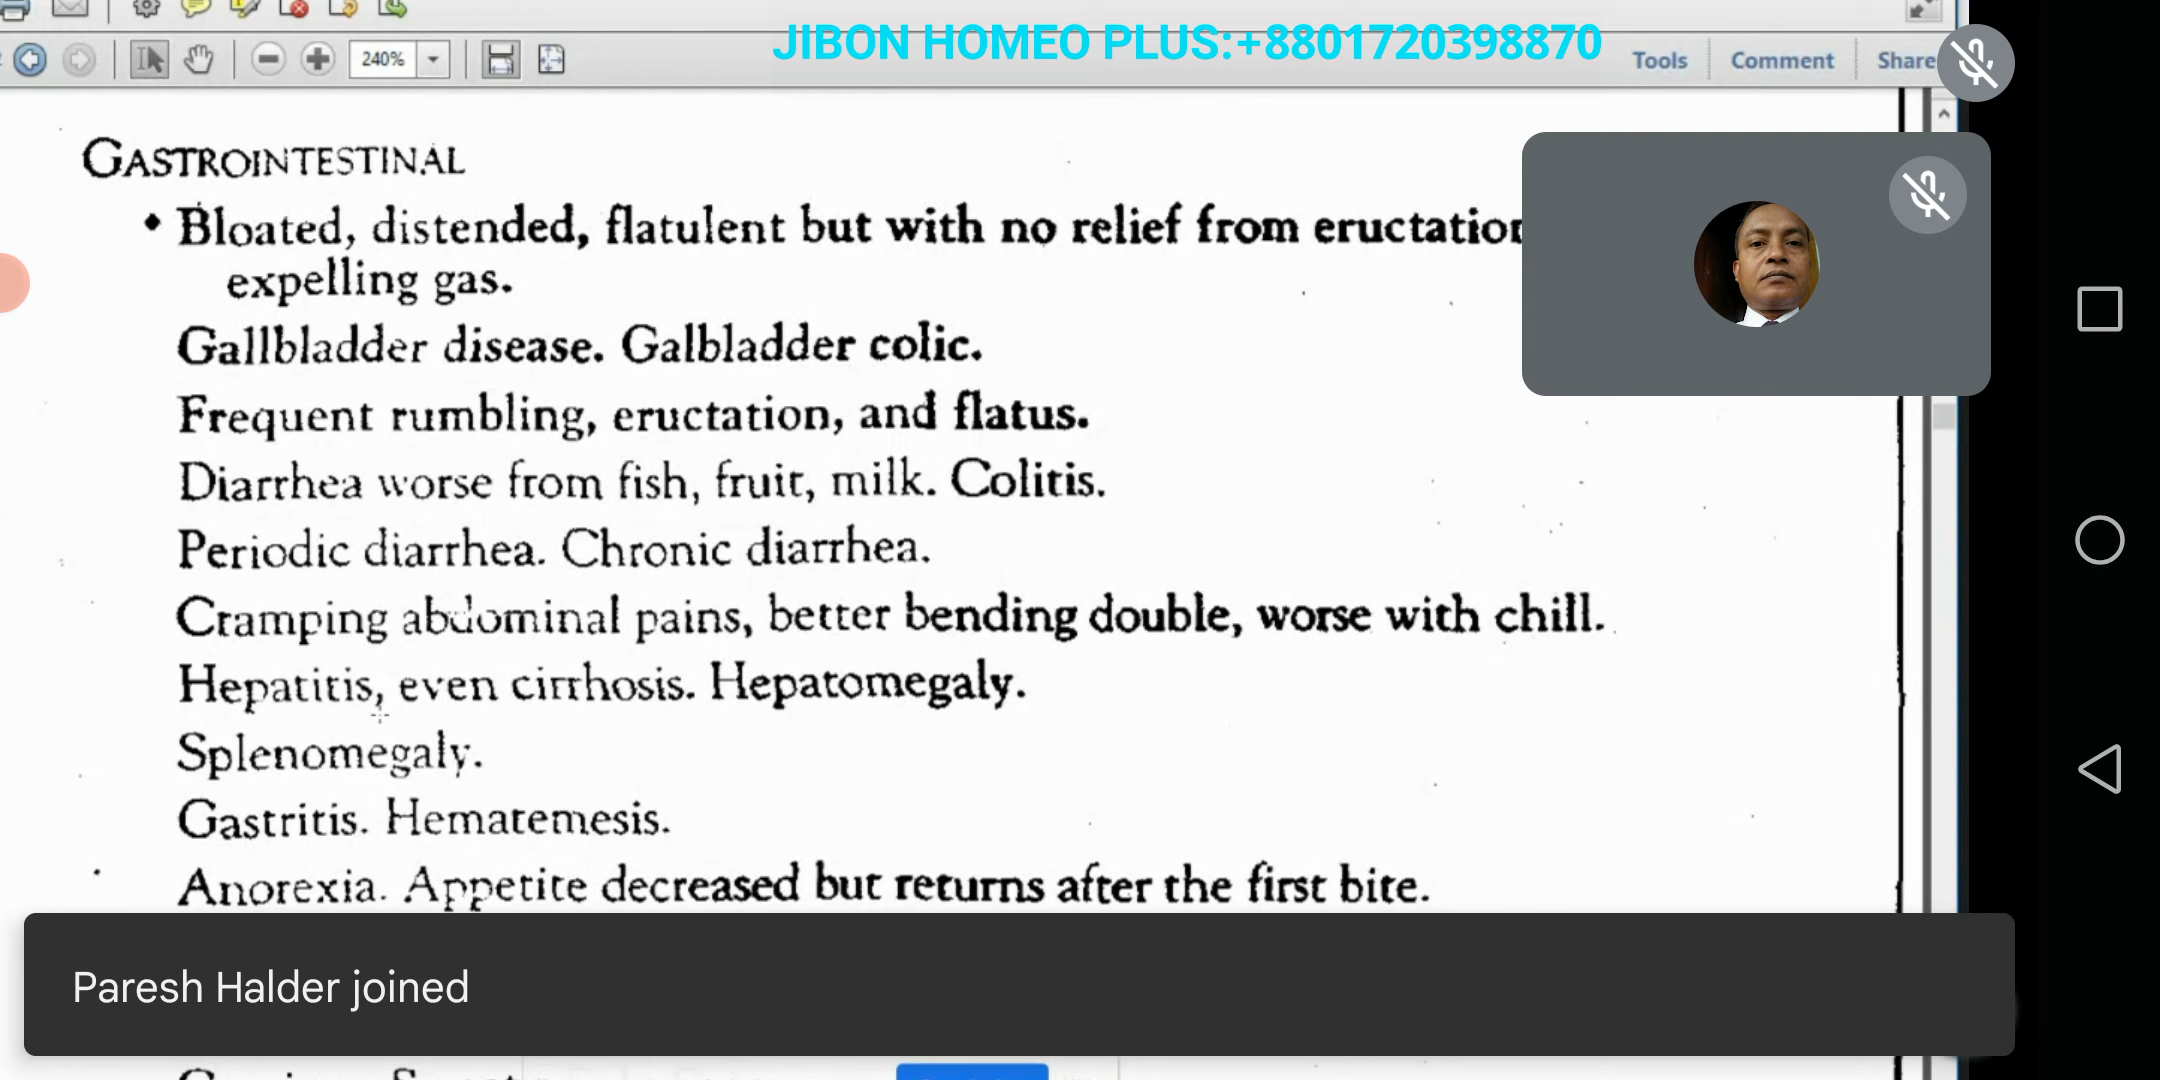 JIBON HOMEO PLUS:+8801720398870
240%
Tools
Comment
Share
GASTROINTESTINAL
• Bloated, distended, flatulent but with no relief from
expelling gas.
Gallbladder disease. Galbladder colic.
Frequent rumbling, eructation, and flatus.
Diarrhea worse from fish, fruit, milk. Colitis.
Periodic diarrhea. Chronic diarrhea.
Cramping abdominal pains, better bending double, worse with chill.
Hepatitis, even cirrhosis. Hepatomegaly.
Splenomegaly.
Gastritis. Hematemesis.
Anorexia. Appetite decreased but returns after the first bite.
Paresh Halder joined